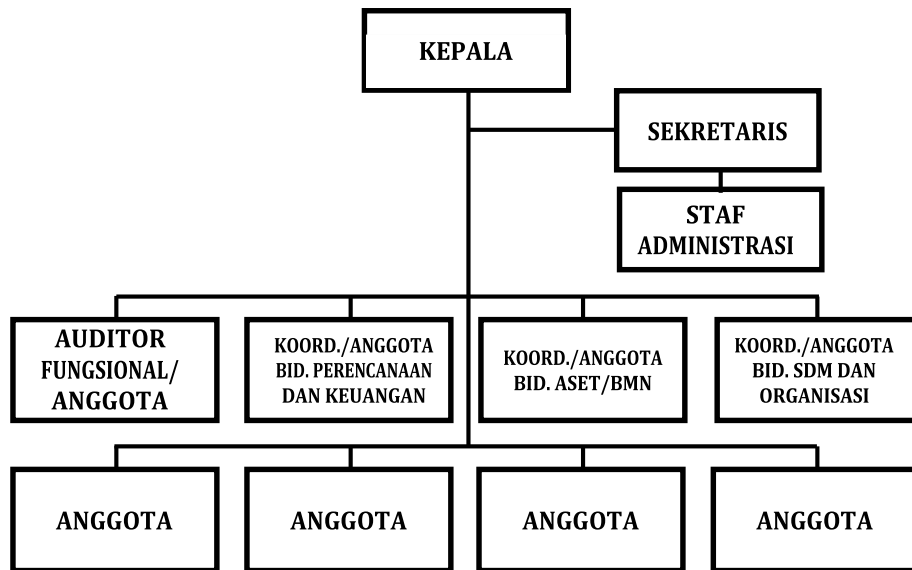 KEPALA
SEKRETARIS
STAF
ADMINISTRASI
AUDITOR
FUNGSIONAL/
ANGGOTA
KOORD./ANGGOTA
BID. PERENCANAAN
DAN KEUANGAN
KOORD./ANGGOTA
BID. ASET/BMN
KOORD./ANGGOTA
BID. SDM DAN
ORGANISASI
ANGGOTA
ANGGOTA
ANGGOTA
ANGGOTA